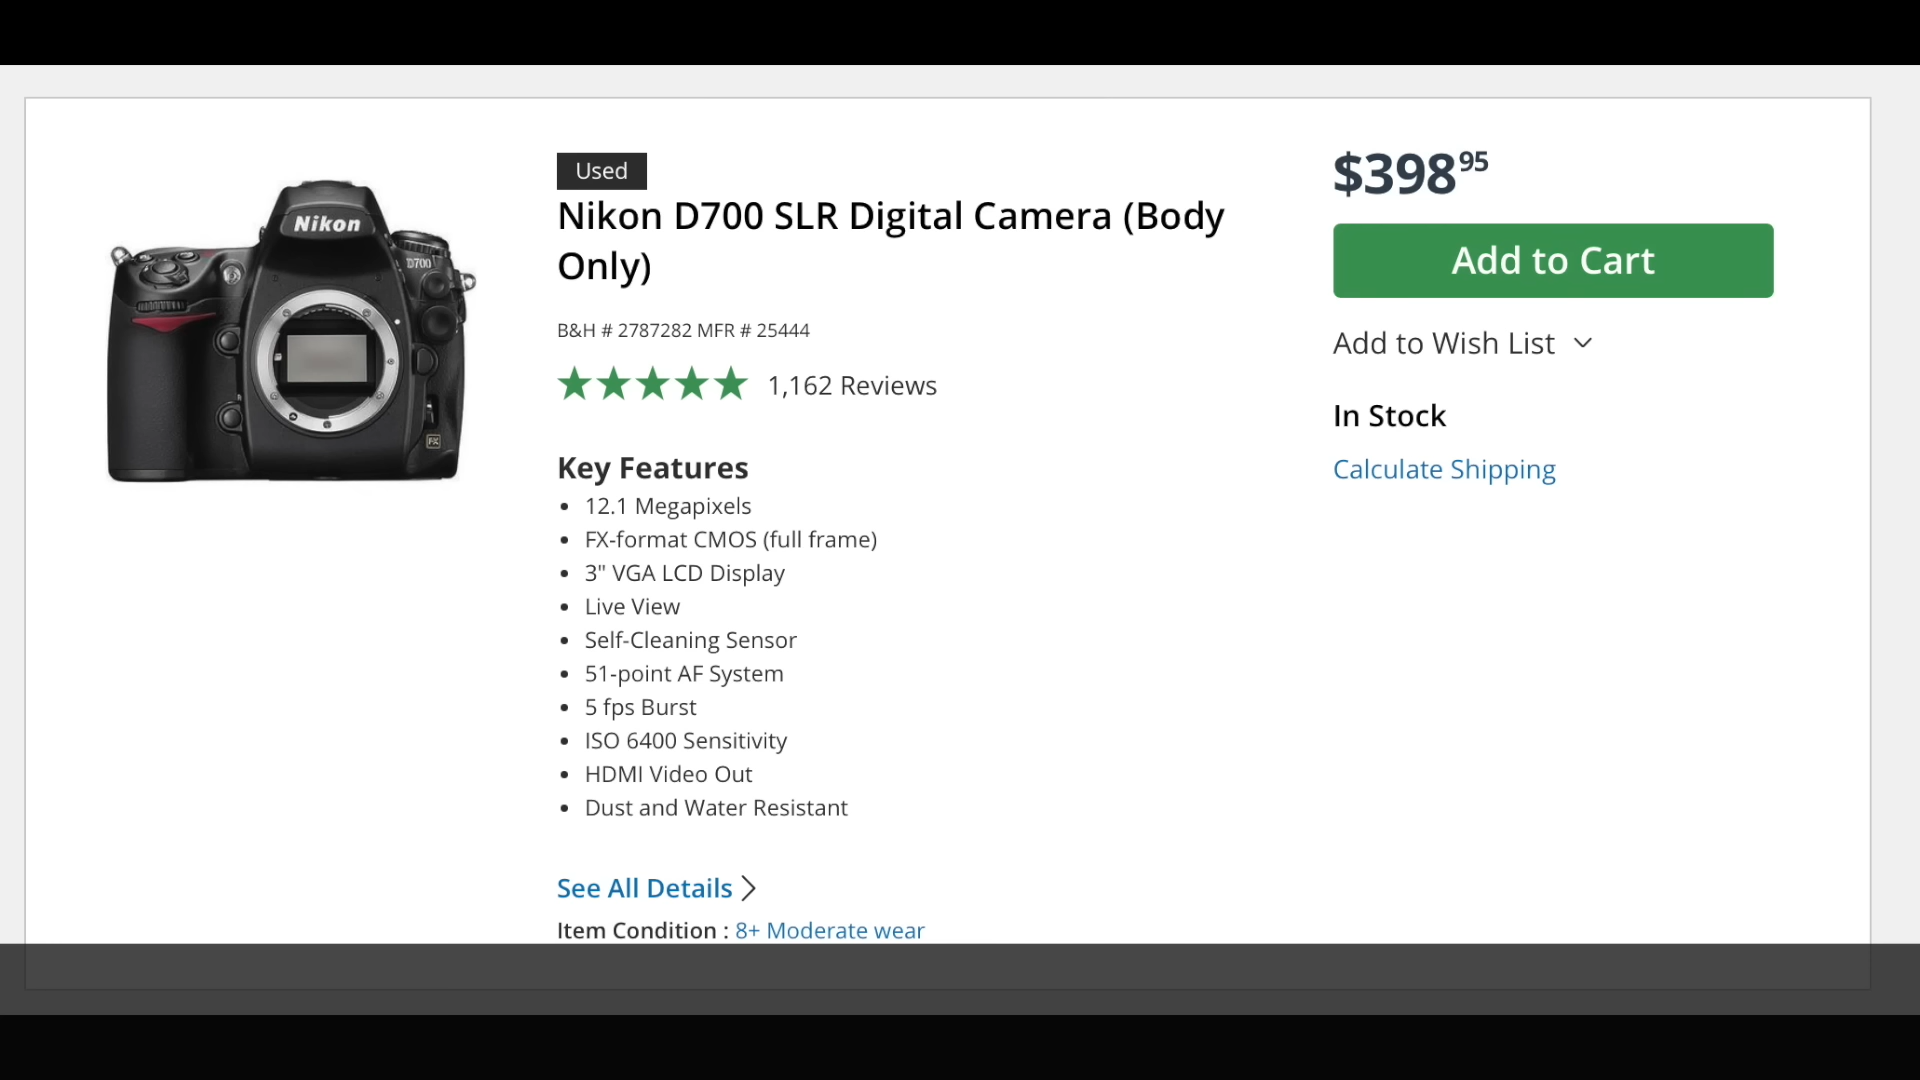 Used
Nikon D700 SLR Digital Camera (Body
Only)
B&H # 2787282 MFR # 25444
1,162 Reviews
Key Features
• 12.1 Megapixels
• FX-format CMOS (full frame)
• 3" VGA LCD Display
• Live View
• Self-Cleaning Sensor
• 51-point AF System
• 5 fps Burst
• ISO 6400 Sensitivity
• HDMI Video Out
• Dust and Water Resistant
See All Details
Item Condition : 8+ Moderate wear
$398 95
Add to Cart
Add to Wish List
In Stock
Calculate Shipping
Nikon
D700
FX